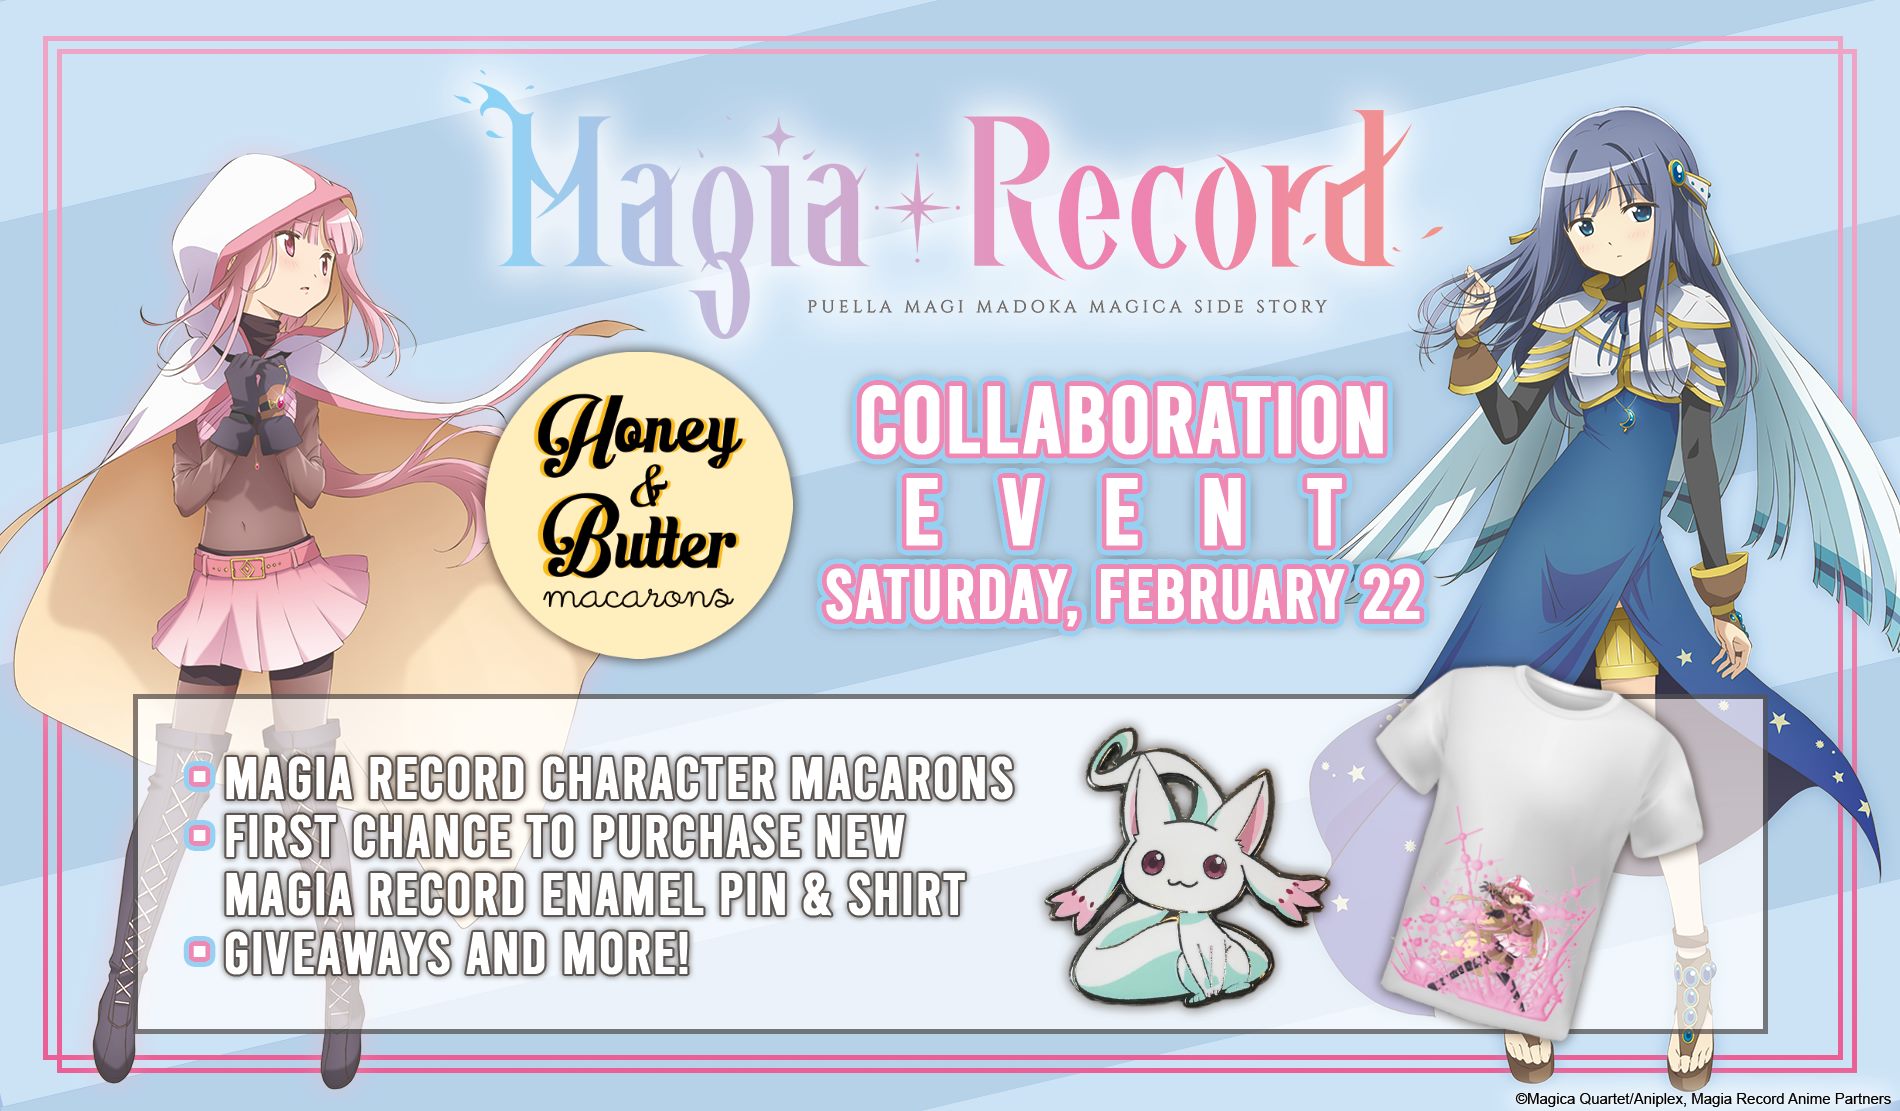 Magia Record
PUELLA MAGI MADOKA MAGICA SIDE STORY
Honey
&
Butter
macarons
COLLABORATION
EVENT
SATURDAY, FEBRUARY 22
MAGIA RECORD CHARACTER MACARONS
FIRST CHANCE TO PURCHASE NEW
MAGIA RECORD ENAMEL PIN & SHIRT
GIVEAWAYS AND MORE!
©Magica Quartet/Aniplex, Magia Record Anime Partners